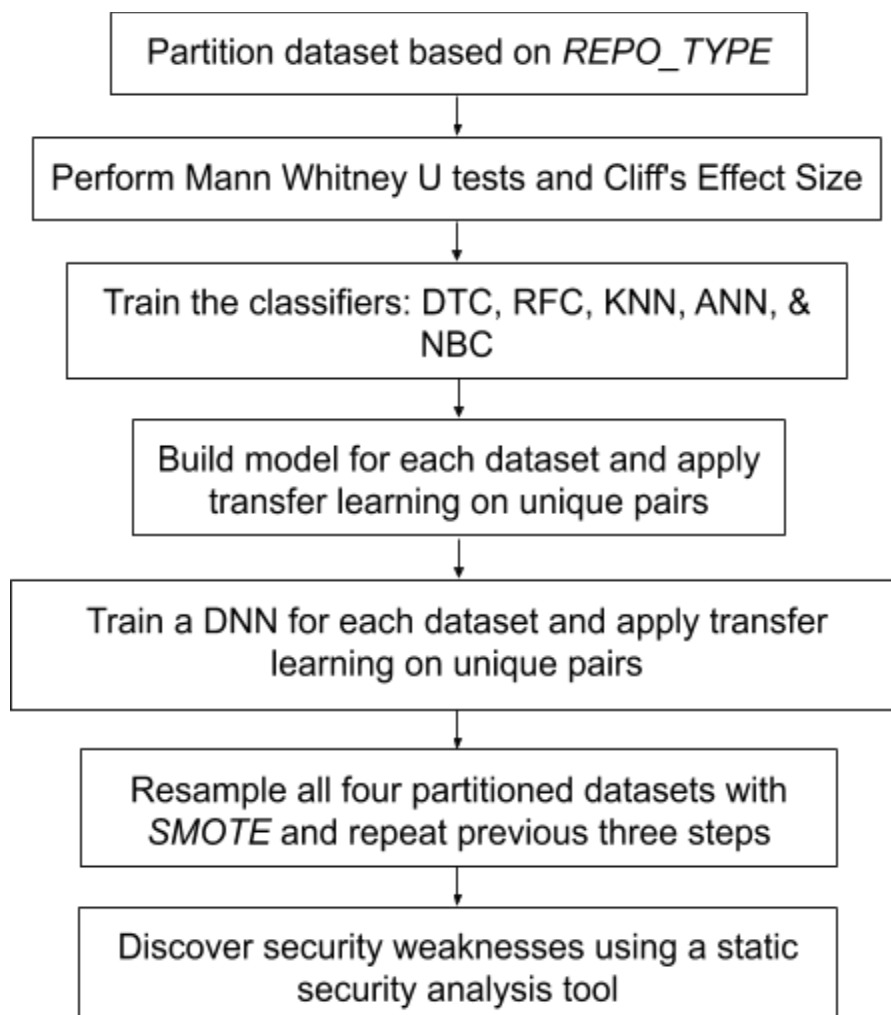 Partition dataset based on REPO_TYPE
Perform Mann Whitney U tests and Cliff's Effect Size
Train the classifiers: DTC, RFC, KNN, ANN, &
NBC
Build model for each dataset and apply
transfer learning on unique pairs
Train a DNN for each dataset and apply transfer
learning on unique pairs
Resample all four partitioned datasets with
SMOTE and repeat previous three steps
Discover security weaknesses using a static
security analysis tool